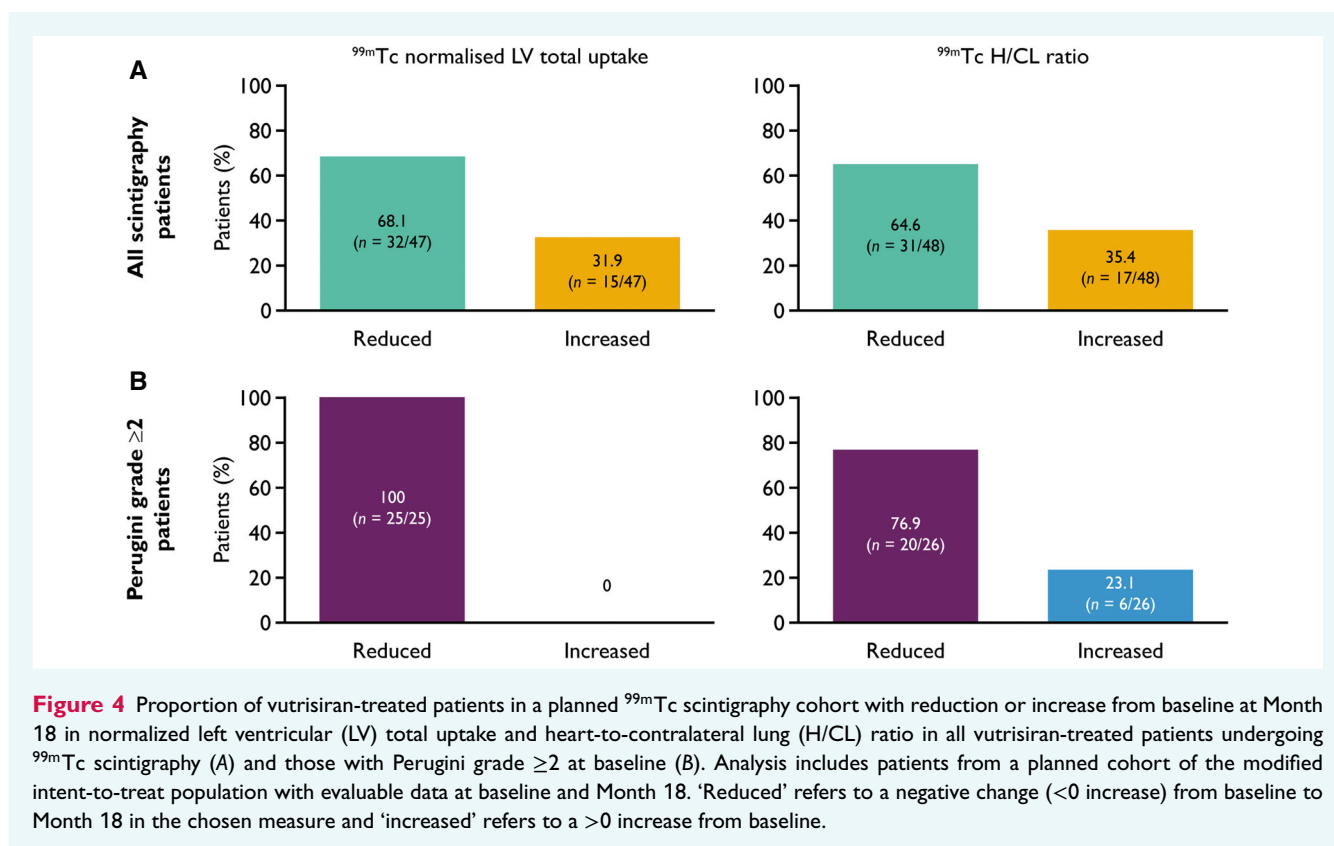 ⁹⁹ᵐTc normalised LV total uptake
⁹⁹ᵐTc H/CL ratio
A
All scintigraphy
patients
Patients (%)
100
80
60
40
20
0
68.1
(n = 32/47)
31.9
(n = 15/47)
Reduced
Increased
100
80
60
40
20
0
64.6
(n = 31/48)
35.4
(n = 17/48)
Reduced
Increased
B
Perugini grade ≥2
patients
Patients (%)
100
80
60
40
20
0
100
(n = 25/25)
0
Reduced
Increased
100
80
60
40
20
0
76.9
(n = 20/26)
23.1
(n = 6/26)
Reduced
Increased
Figure 4 Proportion of vutrisiran-treated patients in a planned ⁹⁹ᵐTc scintigraphy cohort with reduction or increase from baseline at Month
18 in normalized left ventricular (LV) total uptake and heart-to-contralateral lung (H/CL) ratio in all vutrisiran-treated patients undergoing
⁹⁹ᵐTc scintigraphy (A) and those with Perugini grade ≥2 at baseline (B). Analysis includes patients from a planned cohort of the modified
intent-to-treat population with evaluable data at baseline and Month 18. ‘Reduced’ refers to a negative change (<0 increase) from baseline to
Month 18 in the chosen measure and ‘increased’ refers to a >0 increase from baseline.